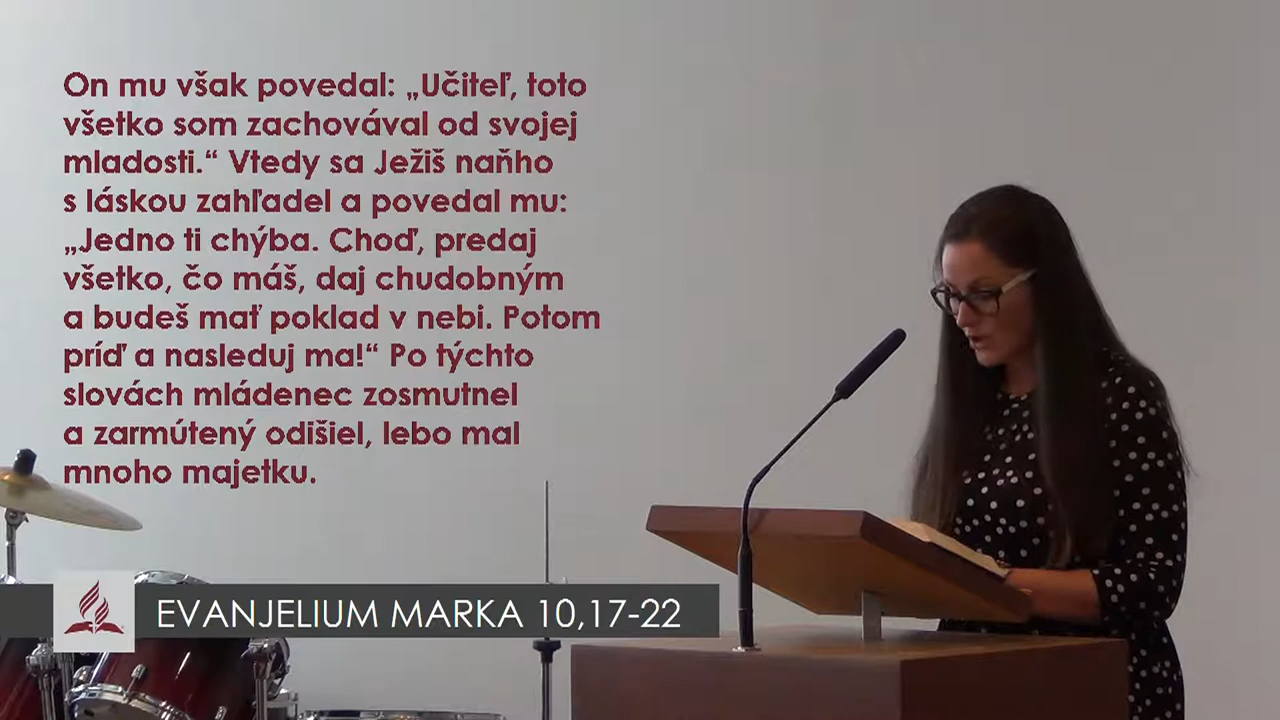 On mu však povedal: „Učiteľ, toto
všetko som zachovával od svojej
mladosti.“ Vtedy sa Ježiš naňho
s láskou zahľadel a povedal mu:
„Jedno ti chýba. Choď, predaj
všetko, čo máš, daj chudobným
a budeš mať poklad v nebi. Potom
príď a nasleduj ma!“ Po týchto
slovách mládenec zosmutnel
a zarmútený odišiel, lebo mal
mnoho majetku.
EVANJELIUM MARKA 10,17-22